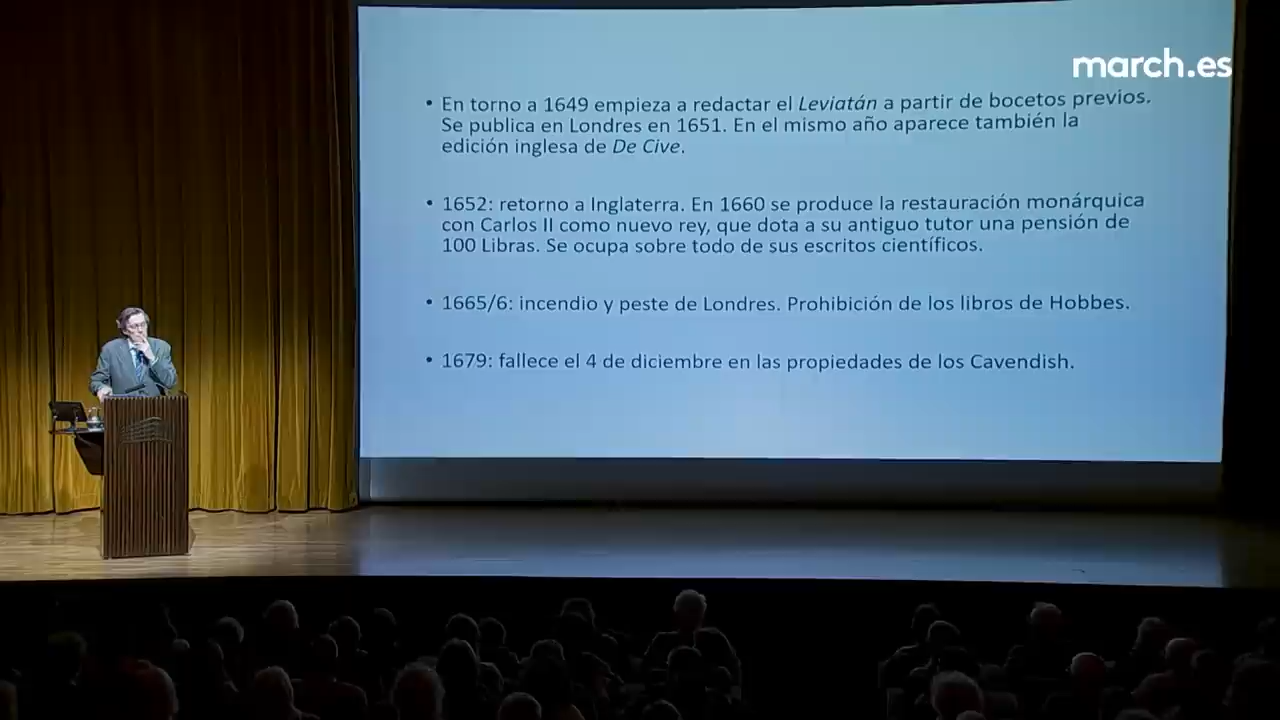 march.es
• En torno a 1649 empieza a redactar el Leviatán a partir de bocetos previos.
Se publica en Londres en 1651. En el mismo año aparece también la
edición inglesa de De Cive.
• 1652: retorno a Inglaterra. En 1660 se produce la restauración monárquica
con Carlos II como nuevo rey, que dota a su antiguo tutor una pensión de
100 Libras. Se ocupa sobre todo de sus escritos científicos.
• 1665/6: incendio y peste de Londres. Prohibición de los libros de Hobbes.
• 1679: fallece el 4 de diciembre en las propiedades de los Cavendish.